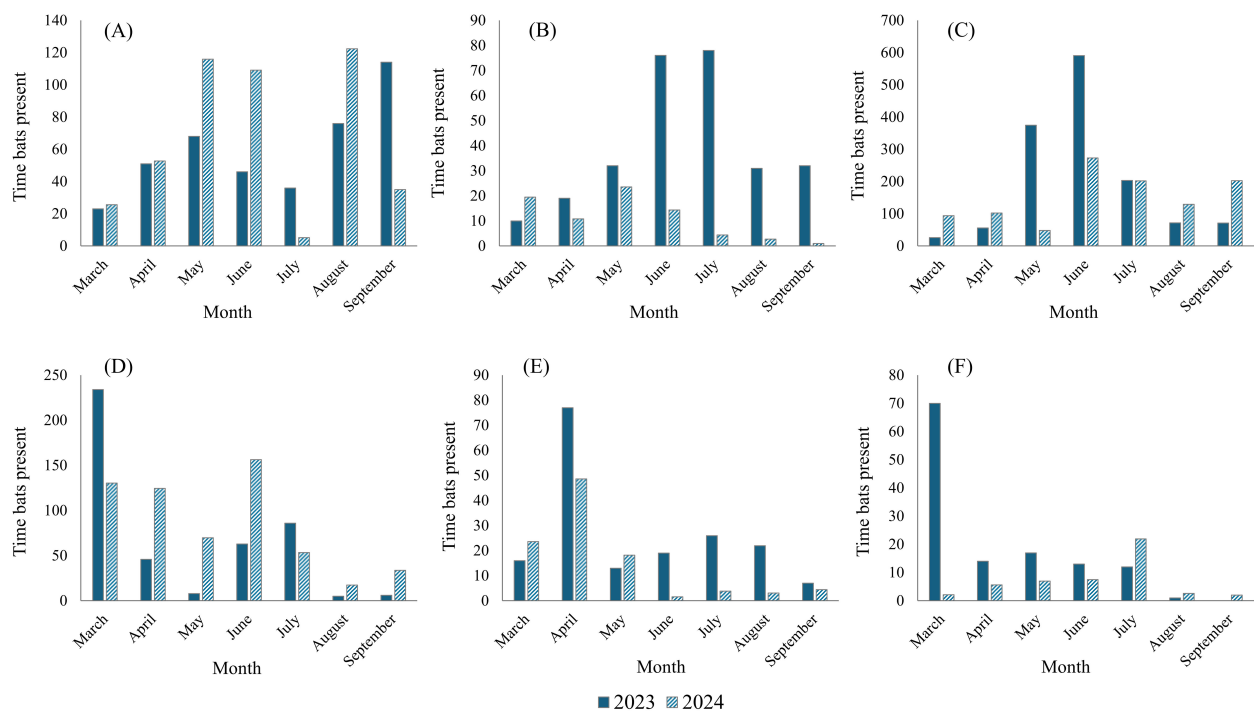 (A)
Time bats present
140
120
100
80
60
40
20
0
March April May June July August September
Month
(B)
Time bats present
90
80
70
60
50
40
30
20
10
0
March April May June July August September
Month
(C)
Time bats present
700
600
500
400
300
200
100
0
March April May June July August September
Month
(D)
Time bats present
250
200
150
100
50
0
March April May June July August September
Month
(E)
Time bats present
90
80
70
60
50
40
30
20
10
0
March April May June July August September
Month
(F)
Time bats present
80
70
60
50
40
30
20
10
0
March April May June July August September
Month
2023 2024